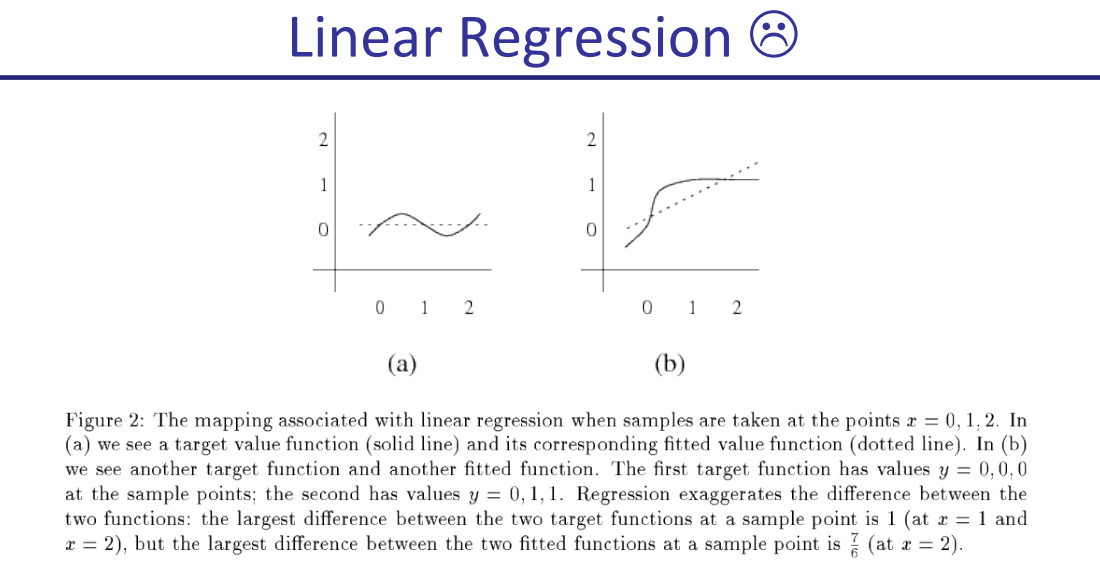 Linear Regression ☹
2
1
0
0 1 2
(a)
2
1
0
0 1 2
(b)
Figure 2: The mapping associated with linear regression when samples are taken at the points x = 0, 1, 2. In
(a) we see a target value function (solid line) and its corresponding fitted value function (dotted line). In (b)
we see another target function and another fitted function. The first target function has values y = 0, 0, 0
at the sample points; the second has values y = 0, 1, 1. Regression exaggerates the difference between the
two functions: the largest difference between the two target functions at a sample point is 1 (at x = 1 and
x = 2), but the largest difference between the two fitted functions at a sample point is 7/6 (at x = 2).